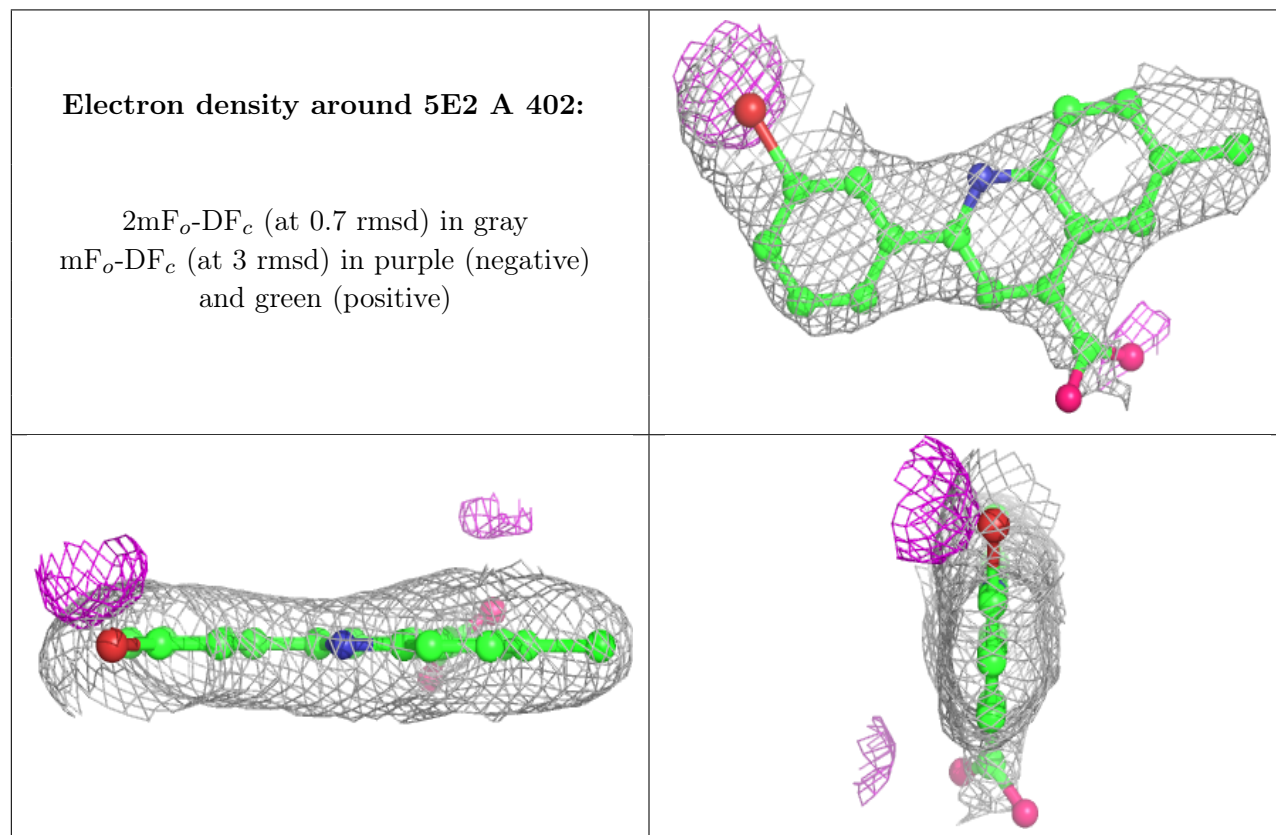 Electron density around 5E2 A 402:
2mFₒ-DF𝒸 (at 0.7 rmsd) in gray
mFₒ-DF𝒸 (at 3 rmsd) in purple (negative)
and green (positive)